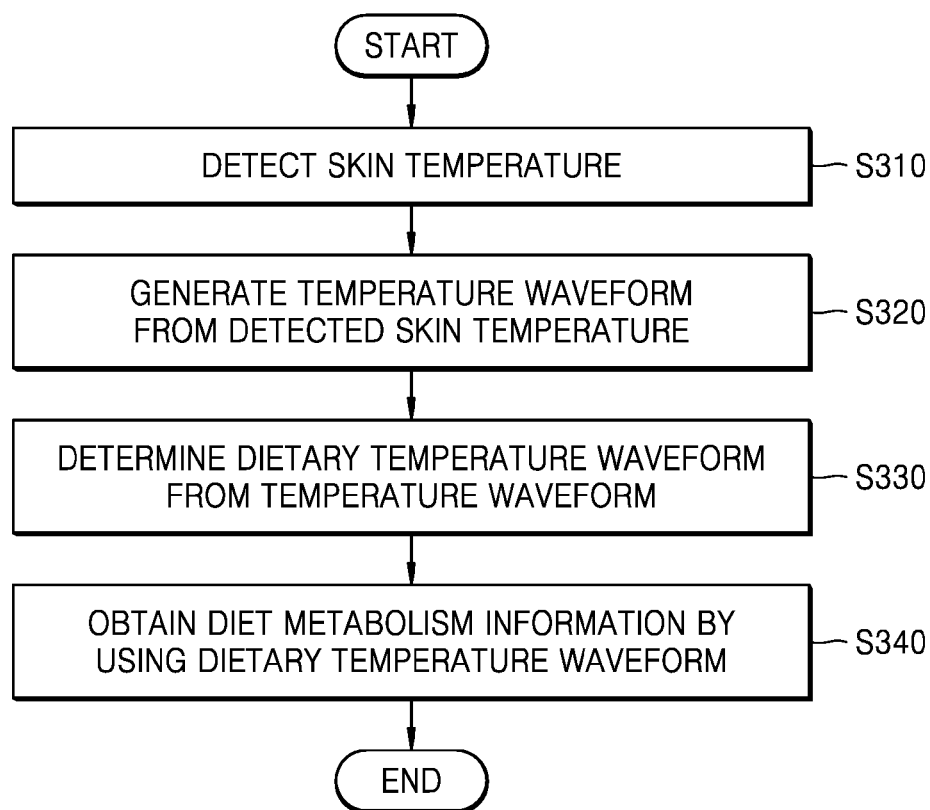 START
DETECT SKIN TEMPERATURE
S310
GENERATE TEMPERATURE WAVEFORM
FROM DETECTED SKIN TEMPERATURE
S320
DETERMINE DIETARY TEMPERATURE WAVEFORM
FROM TEMPERATURE WAVEFORM
S330
OBTAIN DIET METABOLISM INFORMATION BY
USING DIETARY TEMPERATURE WAVEFORM
S340
END